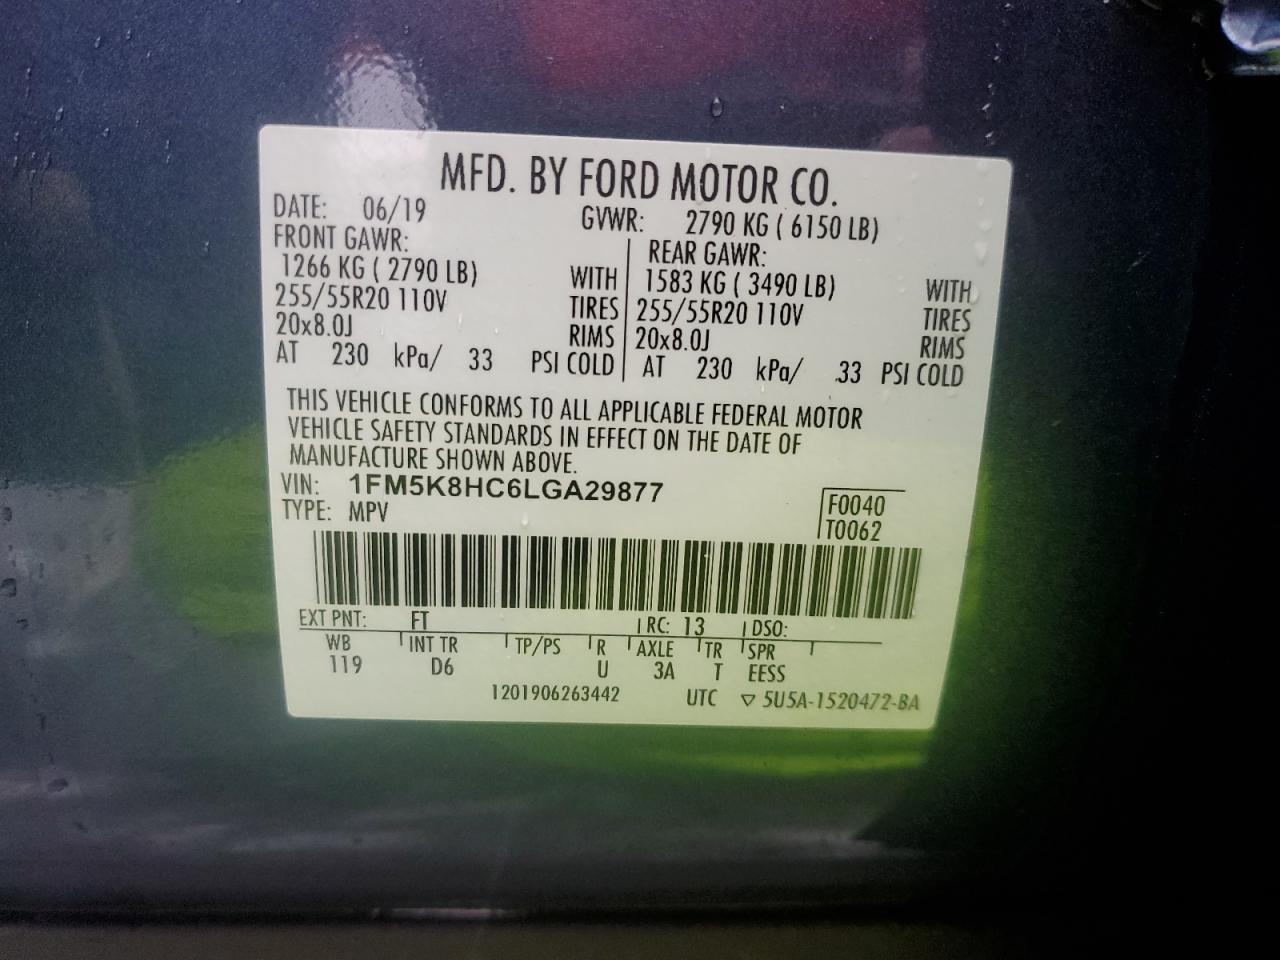 MFD. BY FORD MOTOR CO.
DATE: 06/19 GVWR: 2790 KG ( 6150 LB)
FRONT GAWR: REAR GAWR:
1266 KG ( 2790 LB) WITH 1583 KG ( 3490 LB) WITH
255/55R20 110V TIRES 255/55R20 110V TIRES
20x8.0J RIMS 20x8.0J RIMS
AT 230 kPa/ 33 PSI COLD AT 230 kPa/ 33 PSI COLD
THIS VEHICLE CONFORMS TO ALL APPLICABLE FEDERAL MOTOR
VEHICLE SAFETY STANDARDS IN EFFECT ON THE DATE OF
MANUFACTURE SHOWN ABOVE.
VIN: 1FM5K8HC6LGA29877 F0040
TYPE: MPV T0062
EXT PNT: FT RC: 13 DSO:
WB INT TR TP/PS R AXLE TR SPR
119 D6 U 3A T EESS
1201906263442 UTC ▽ 5U5A-1520472-BA